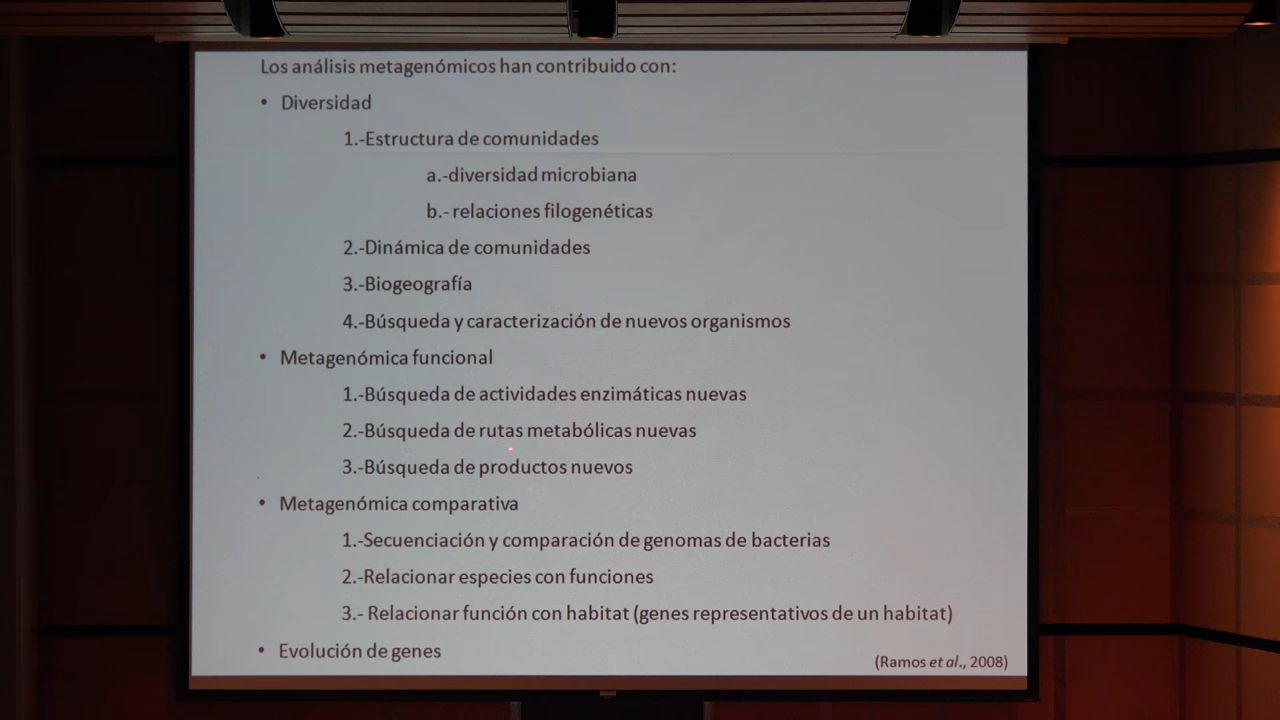 Los análisis metagenómicos han contribuido con:
• Diversidad
1.-Estructura de comunidades
a.-diversidad microbiana
b.- relaciones filogenéticas
2.-Dinámica de comunidades
3.-Biogeografía
4.-Búsqueda y caracterización de nuevos organismos
• Metagenómica funcional
1.-Búsqueda de actividades enzimáticas nuevas
2.-Búsqueda de rutas metabólicas nuevas
3.-Búsqueda de productos nuevos
• Metagenómica comparativa
1.-Secuenciación y comparación de genomas de bacterias
2.-Relacionar especies con funciones
3.- Relacionar función con habitat (genes representativos de un habitat)
• Evolución de genes
(Ramos et al., 2008)